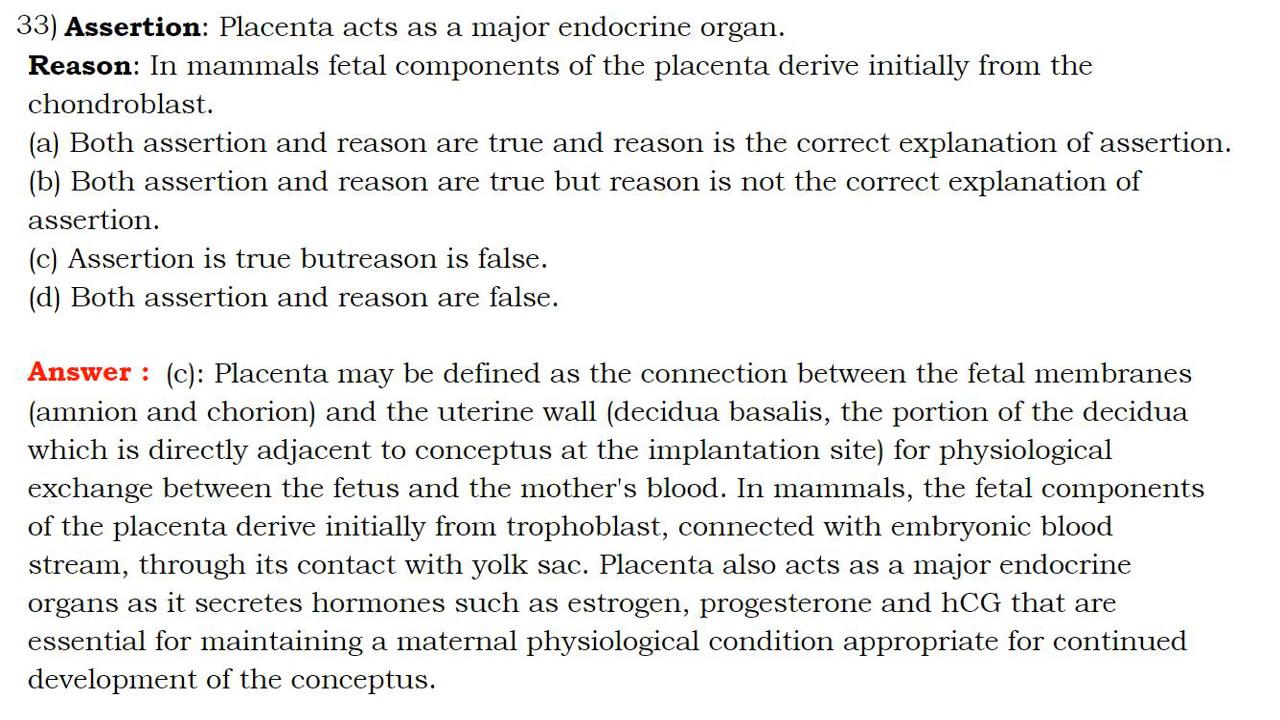 33) Assertion: Placenta acts as a major endocrine organ.
Reason: In mammals fetal components of the placenta derive initially from the
chondroblast.
(a) Both assertion and reason are true and reason is the correct explanation of assertion.
(b) Both assertion and reason are true but reason is not the correct explanation of
assertion.
(c) Assertion is true butreason is false.
(d) Both assertion and reason are false.
Answer : (c): Placenta may be defined as the connection between the fetal membranes
(amnion and chorion) and the uterine wall (decidua basalis, the portion of the decidua
which is directly adjacent to conceptus at the implantation site) for physiological
exchange between the fetus and the mother's blood. In mammals, the fetal components
of the placenta derive initially from trophoblast, connected with embryonic blood
stream, through its contact with yolk sac. Placenta also acts as a major endocrine
organs as it secretes hormones such as estrogen, progesterone and hCG that are
essential for maintaining a maternal physiological condition appropriate for continued
development of the conceptus.